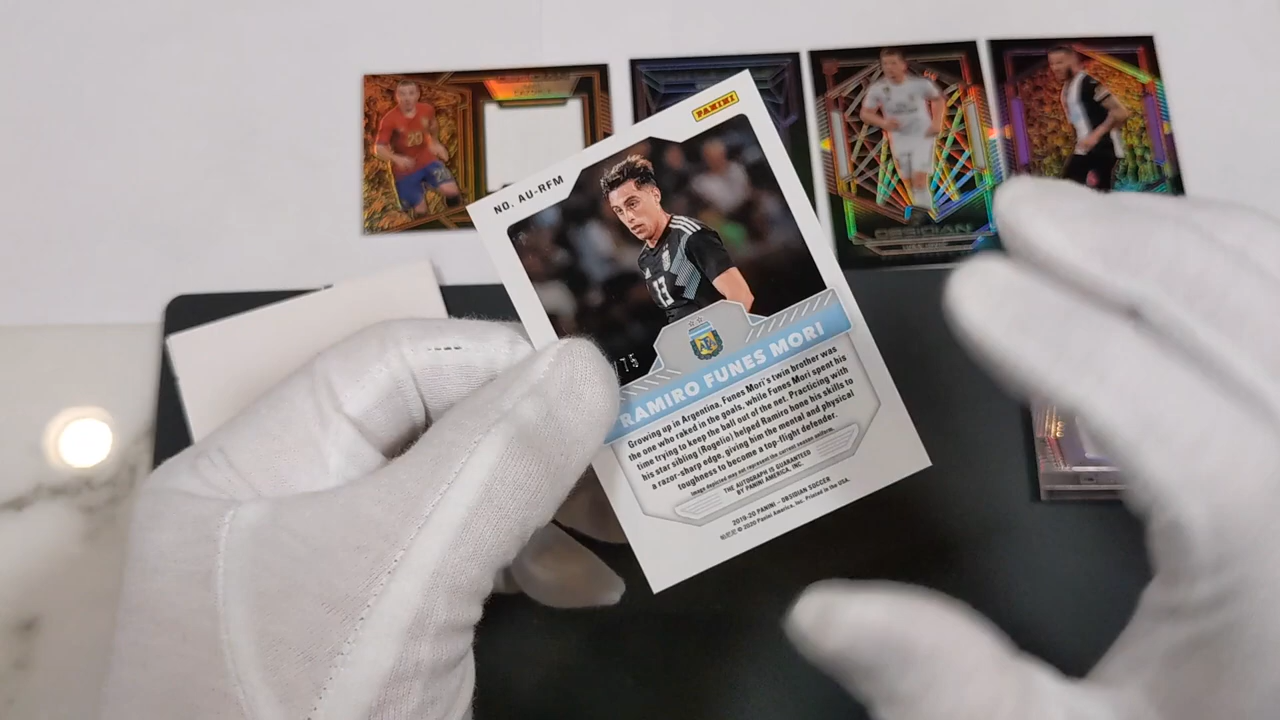 PANINI
NO. AU-RFM
13
RAMIRO FUNES MORI
Growing up in Argentina, Funes Mori's twin brother was
the one who raked in the goals, while Funes Mori spent his
time trying to keep the ball out of the net. Practicing with
his star sibling (Rogelio) helped Ramiro hone his skills to
a razor-sharp edge, giving him the mental and physical
toughness to become a top-flight defender.
Image depicted may not represent the current season uniform.
THE AUTOGRAPH IS GUARANTEED
BY PANINI AMERICA, INC.
2019-20 PANINI – OBSIDIAN SOCCER
© 2020 Panini America, Inc. Printed in the USA.
20
OBSIDIAN